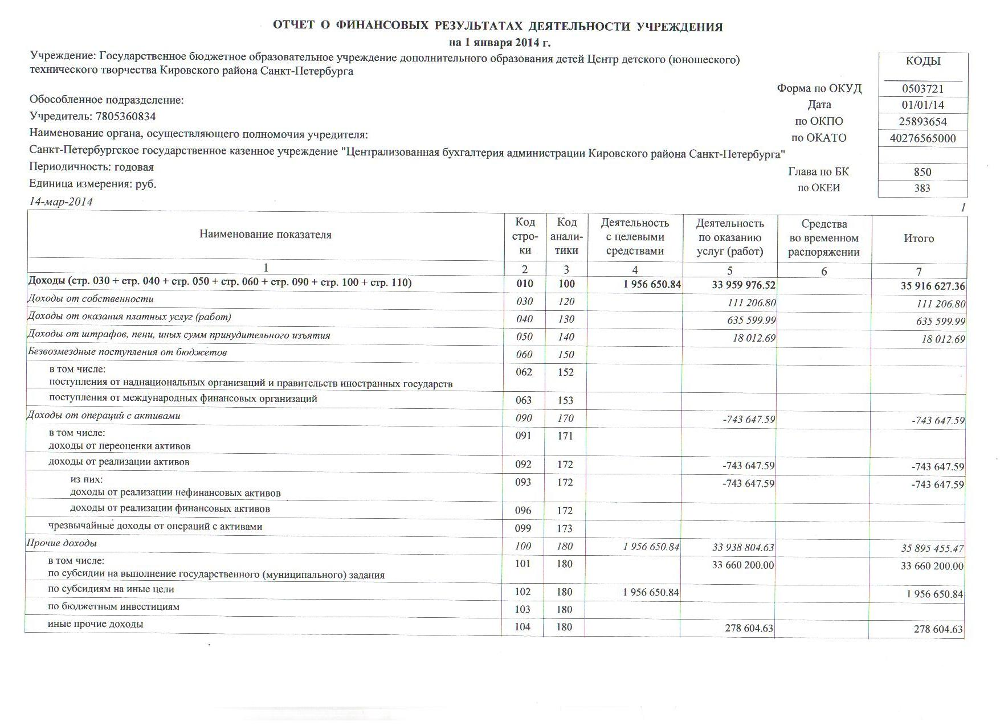 ОТЧЕТ О ФИНАНСОВЫХ РЕЗУЛЬТАТАХ ДЕЯТЕЛЬНОСТИ УЧРЕЖДЕНИЯ
на 1 января 2014 г.
Учреждение: Государственное бюджетное образовательное учреждение дополнительного образования детей Центр детского (юношеского)
технического творчества Кировского района Санкт-Петербурга
КОДЫ
Форма по ОКУД 0503721
Обособленное подразделение: Дата 01/01/14
Учредитель: 7805360834 по ОКПО 25893654
Наименование органа, осуществляющего полномочия учредителя: по ОКАТО 40276565000
Санкт-Петербургское государственное казенное учреждение "Централизованная бухгалтерия администрации Кировского района Санкт-Петербурга"
Периодичность: годовая Глава по БК 850
Единица измерения: руб. по ОКЕИ 383
14-мар-2014 1
Наименование показателя Код стро- ки Код анали- тики Деятельность с целевыми средствами Деятельность по оказанию услуг (работ) Средства во временном распоряжении Итого
1 2 3 4 5 6 7
Доходы (стр. 030 + стр. 040 + стр. 050 + стр. 060 + стр. 090 + стр. 100 + стр. 110) 010 100 1 956 650.84 33 959 976.52 35 916 627.36
Доходы от собственности 030 120 111 206.80 111 206.80
Доходы от оказания платных услуг (работ) 040 130 635 599.99 635 599.99
Доходы от штрафов, пени, иных сумм принудительного изъятия 050 140 18 012.69 18 012.69
Безвозмездные поступления от бюджетов 060 150
в том числе:
поступления от наднациональных организаций и правительств иностранных государств 062 152
поступления от международных финансовых организаций 063 153
Доходы от операций с активами 090 170 -743 647.59 -743 647.59
в том числе:
доходы от переоценки активов 091 171
доходы от реализации активов 092 172 -743 647.59 -743 647.59
из них:
доходы от реализации нефинансовых активов 093 172 -743 647.59 -743 647.59
доходы от реализации финансовых активов 096 172
чрезвычайные доходы от операций с активами 099 173
Прочие доходы 100 180 1 956 650.84 33 938 804.63 35 895 455.47
в том числе:
по субсидии на выполнение государственного (муниципального) задания 101 180 33 660 200.00 33 660 200.00
по субсидиям на иные цели 102 180 1 956 650.84 1 956 650.84
по бюджетным инвестициям 103 180
иные прочие доходы 104 180 278 604.63 278 604.63